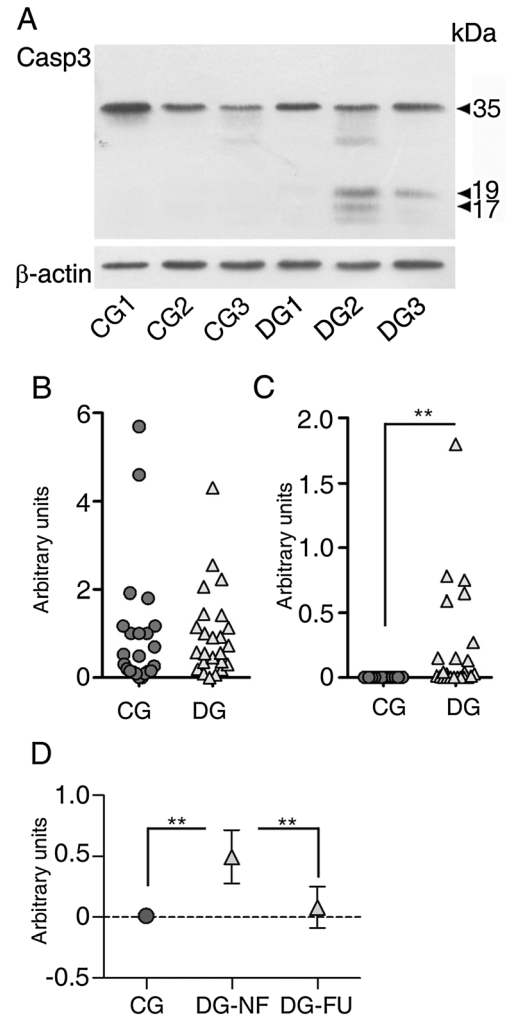 A
kDa
Casp3
35
19
17
β-actin
CG1 CG2 CG3 DG1 DG2 DG3
B
C
6
4
2
0
Arbitrary units
CG DG
2.0
1.5
1.0
0.5
0
Arbitrary units
**
CG DG
D
1.0
0.5
0
-0.5
Arbitrary units
** **
CG DG-NF DG-FU